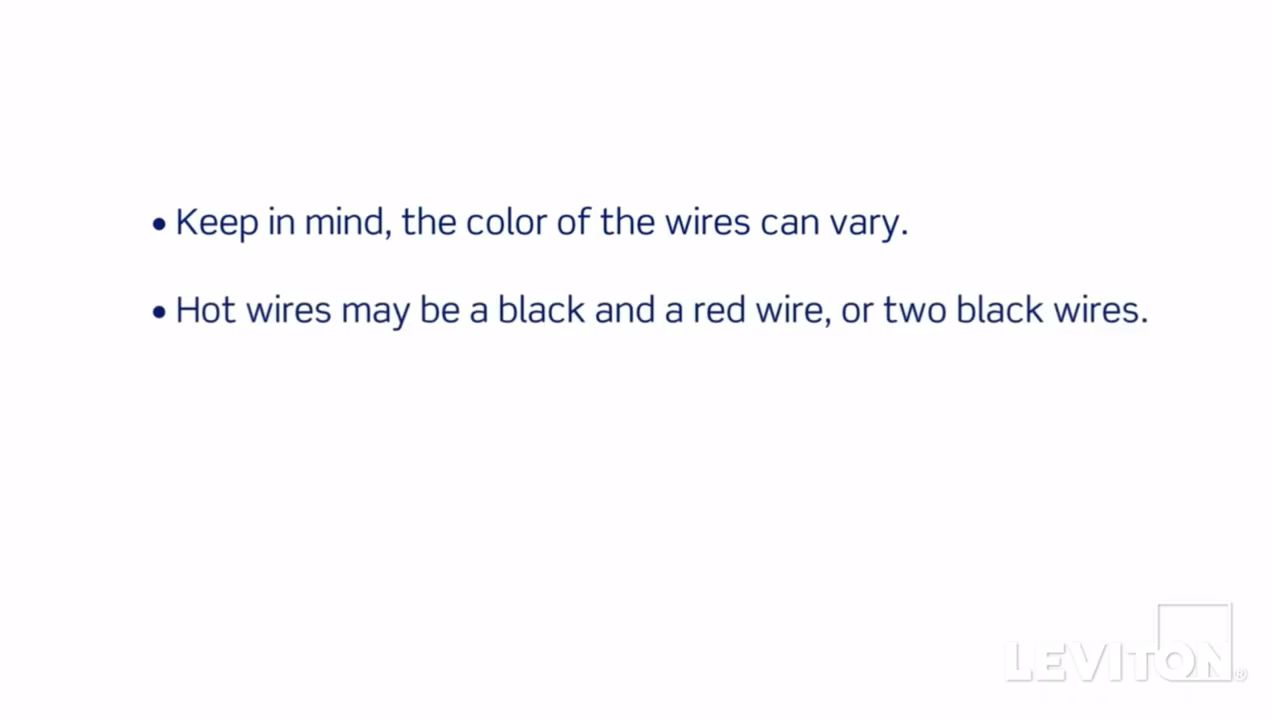 • Keep in mind, the color of the wires can vary.
• Hot wires may be a black and a red wire, or two black wires.
LEVITON®